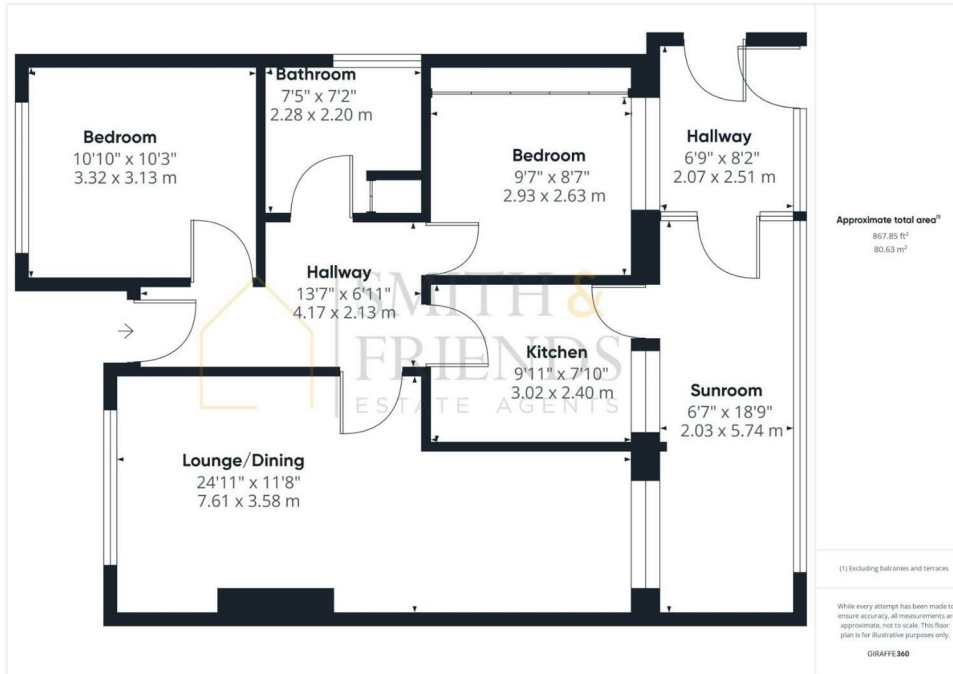 Bathroom
7'5" x 7'2"
2.28 x 2.20 m
Bedroom
10'10" x 10'3"
3.32 x 3.13 m
Bedroom
9'7" x 8'7"
2.93 x 2.63 m
Hallway
6'9" x 8'2"
2.07 x 2.51 m
Hallway
13'7" x 6'11"
4.17 x 2.13 m
SMITH &
FRIENDS
ESTATE AGENTS
Kitchen
9'11" x 7'10"
3.02 x 2.40 m
Sunroom
6'7" x 18'9"
2.03 x 5.74 m
Lounge/Dining
24'11" x 11'8"
7.61 x 3.58 m
Approximate total area⁽¹⁾
867.85 ft²
80.63 m²
(1) Excluding balconies and terraces
While every attempt has been made to
ensure accuracy, all measurements are
approximate, not to scale. This floor
plan is for illustrative purposes only.
GIRAFFE360